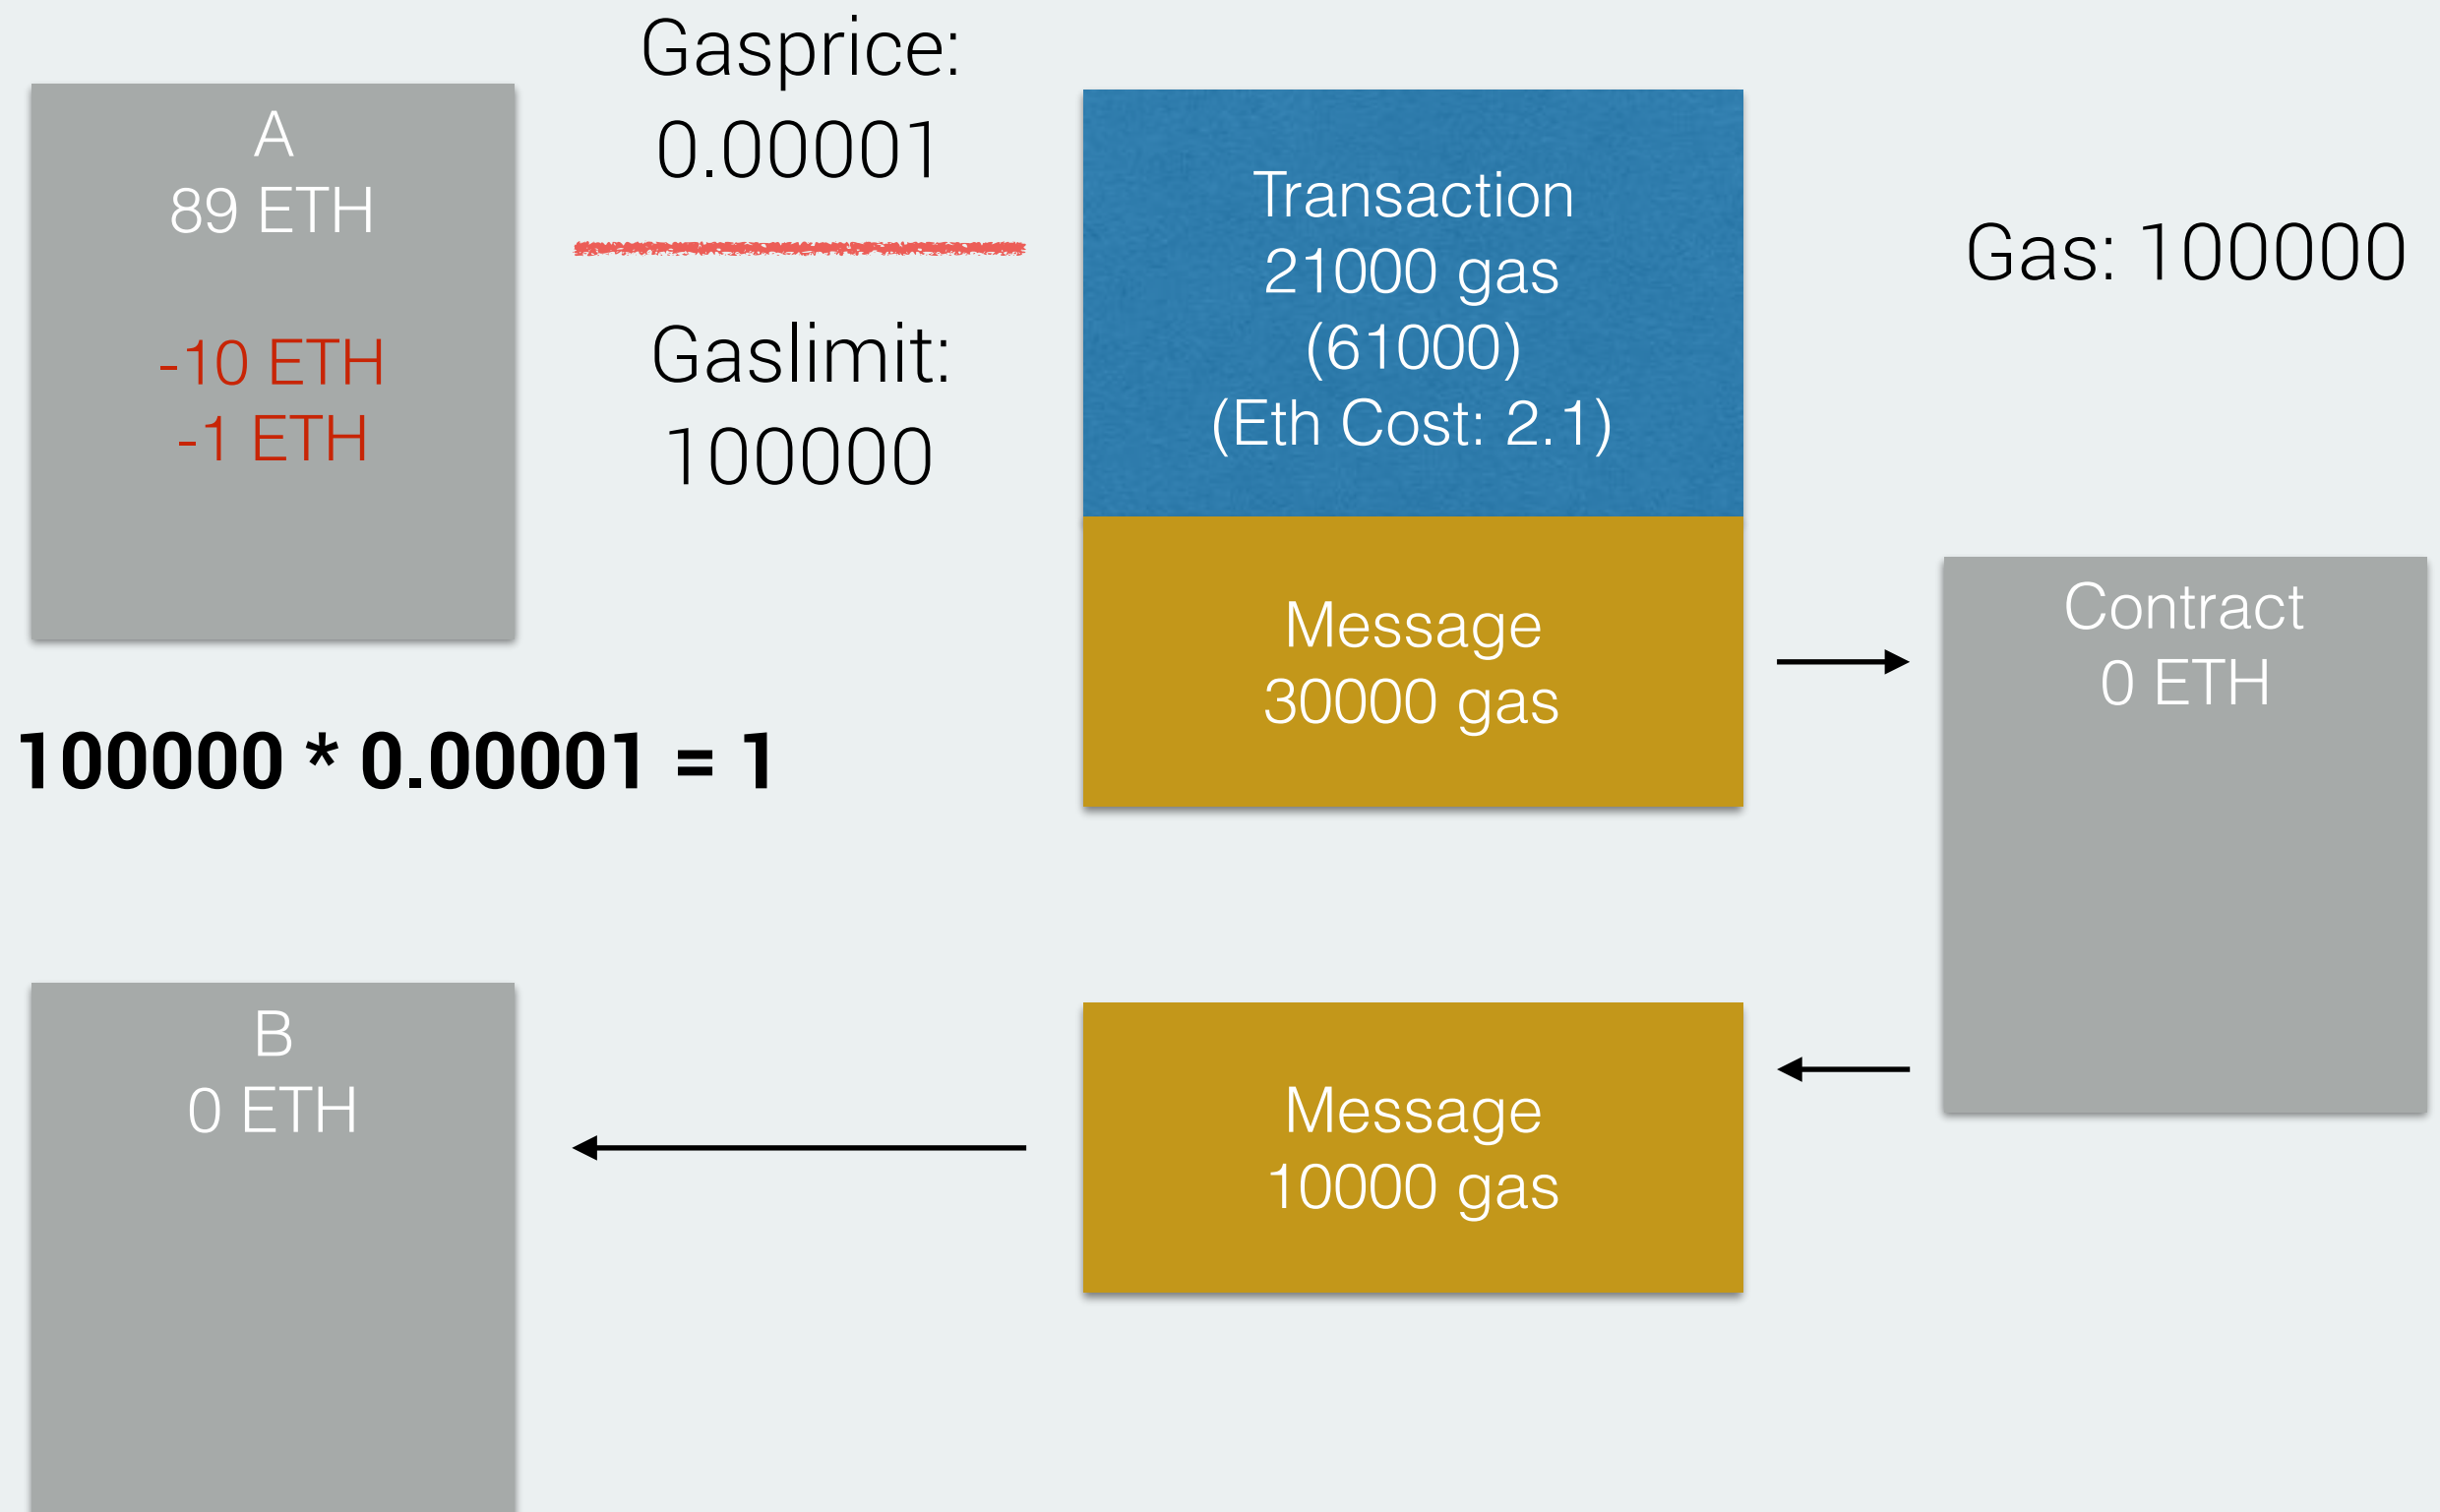 Gasprice:
0.00001
Gaslimit:
100000
A
89 ETH
-10 ETH
-1 ETH
Transaction
21000 gas
(61000)
(Eth Cost: 2.1)
Message
30000 gas
Gas: 100000
Contract
0 ETH
100000 * 0.00001 = 1
B
0 ETH
Message
10000 gas